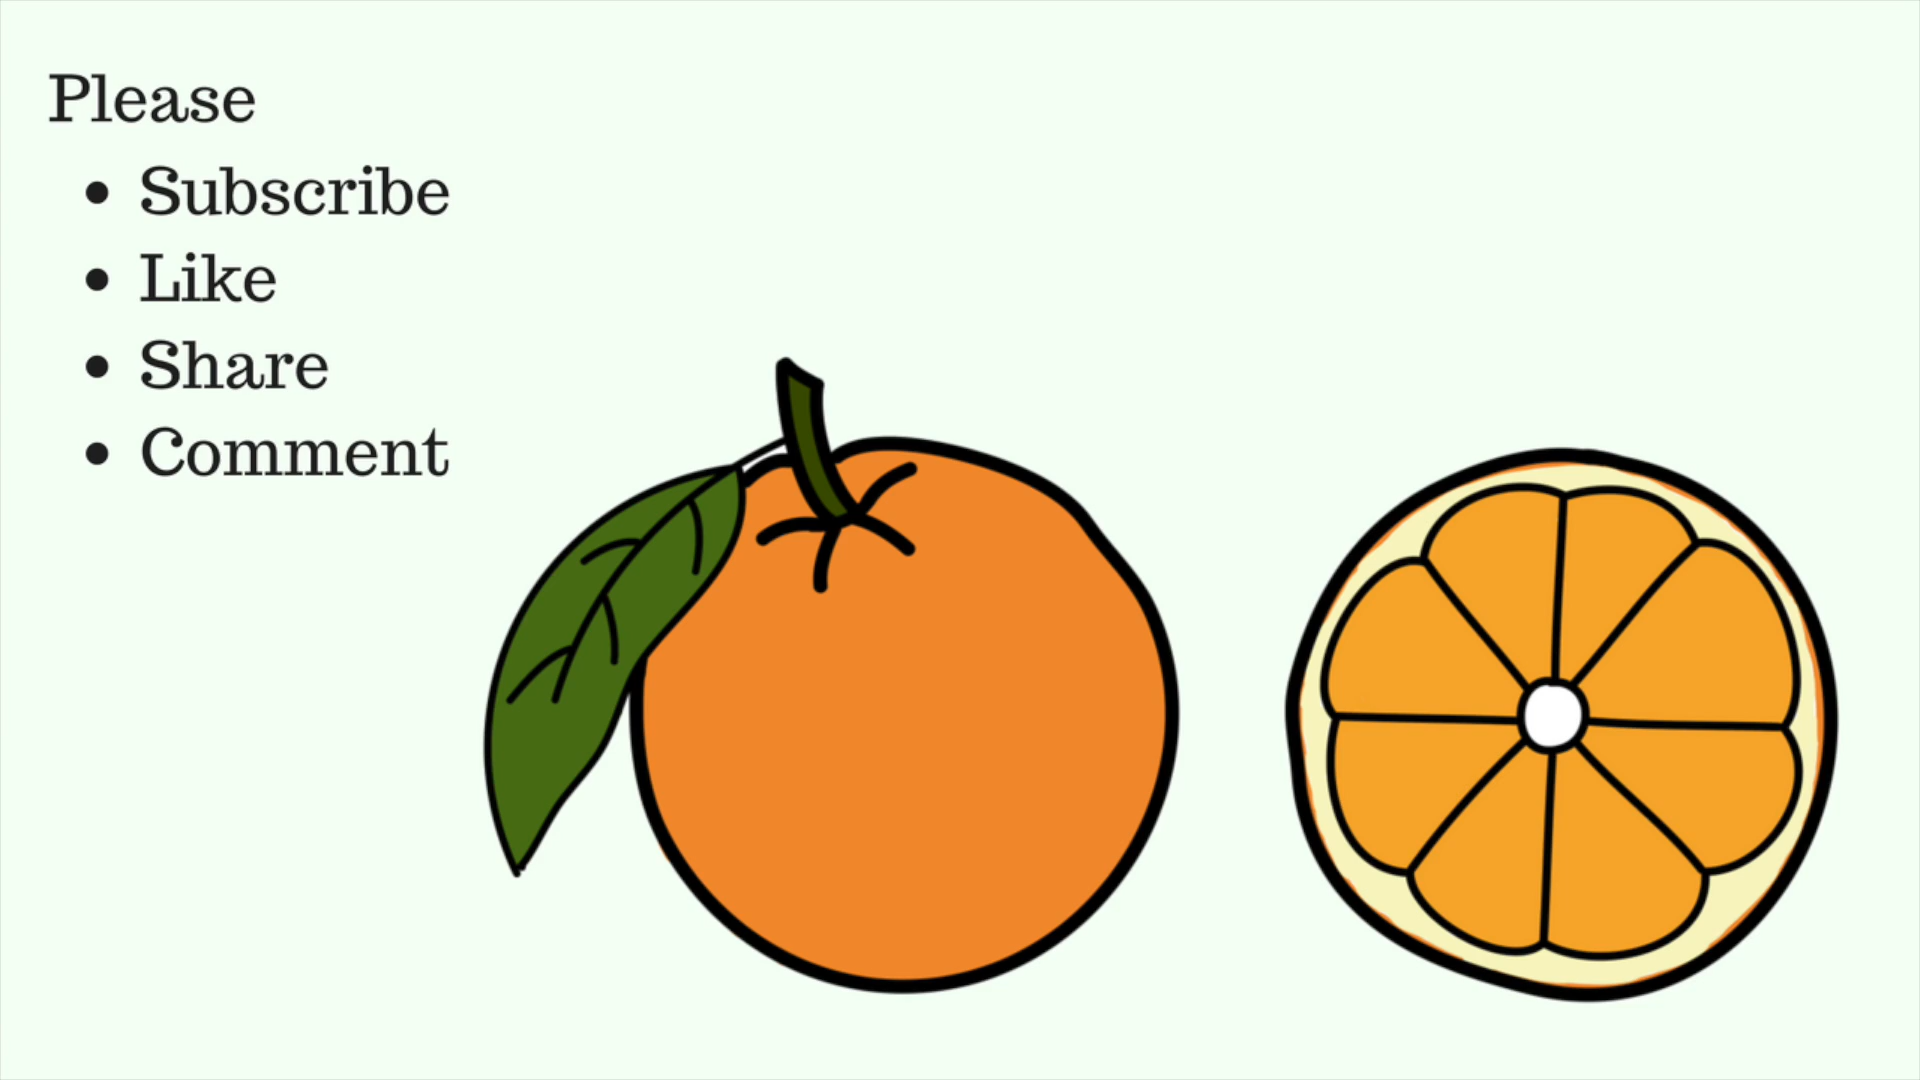 Please
• Subscribe
• Like
• Share
• Comment